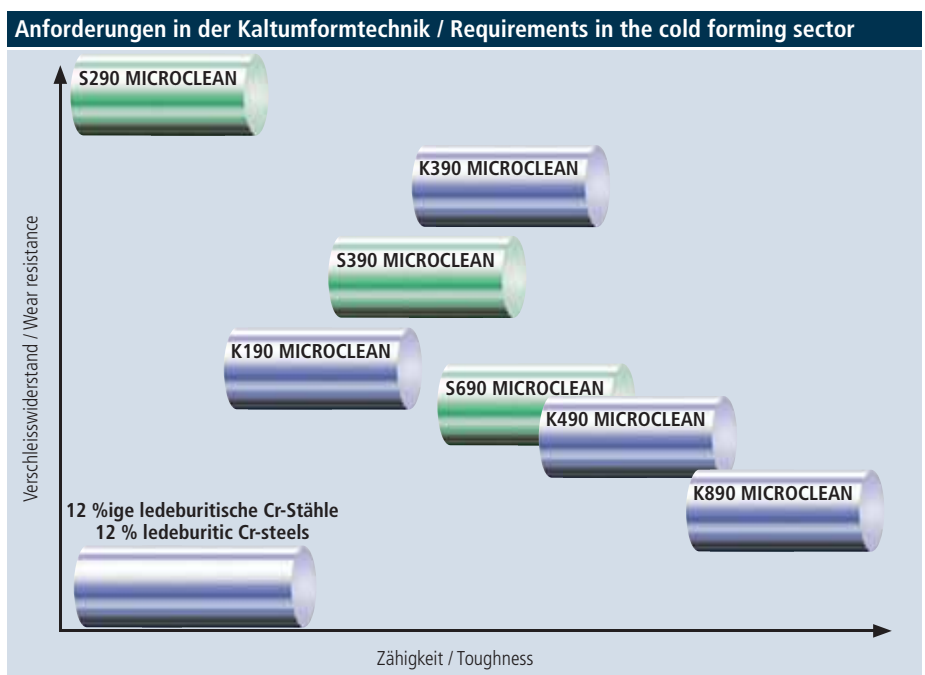 Anforderungen in der Kaltumformtechnik / Requirements in the cold forming sector
Verschleisswiderstand / Wear resistance
S290 MICROCLEAN
K390 MICROCLEAN
S390 MICROCLEAN
K190 MICROCLEAN
S690 MICROCLEAN
K490 MICROCLEAN
K890 MICROCLEAN
12 %ige ledeburitische Cr-Stähle
12 % ledeburitic Cr-steels
Zähigkeit / Toughness